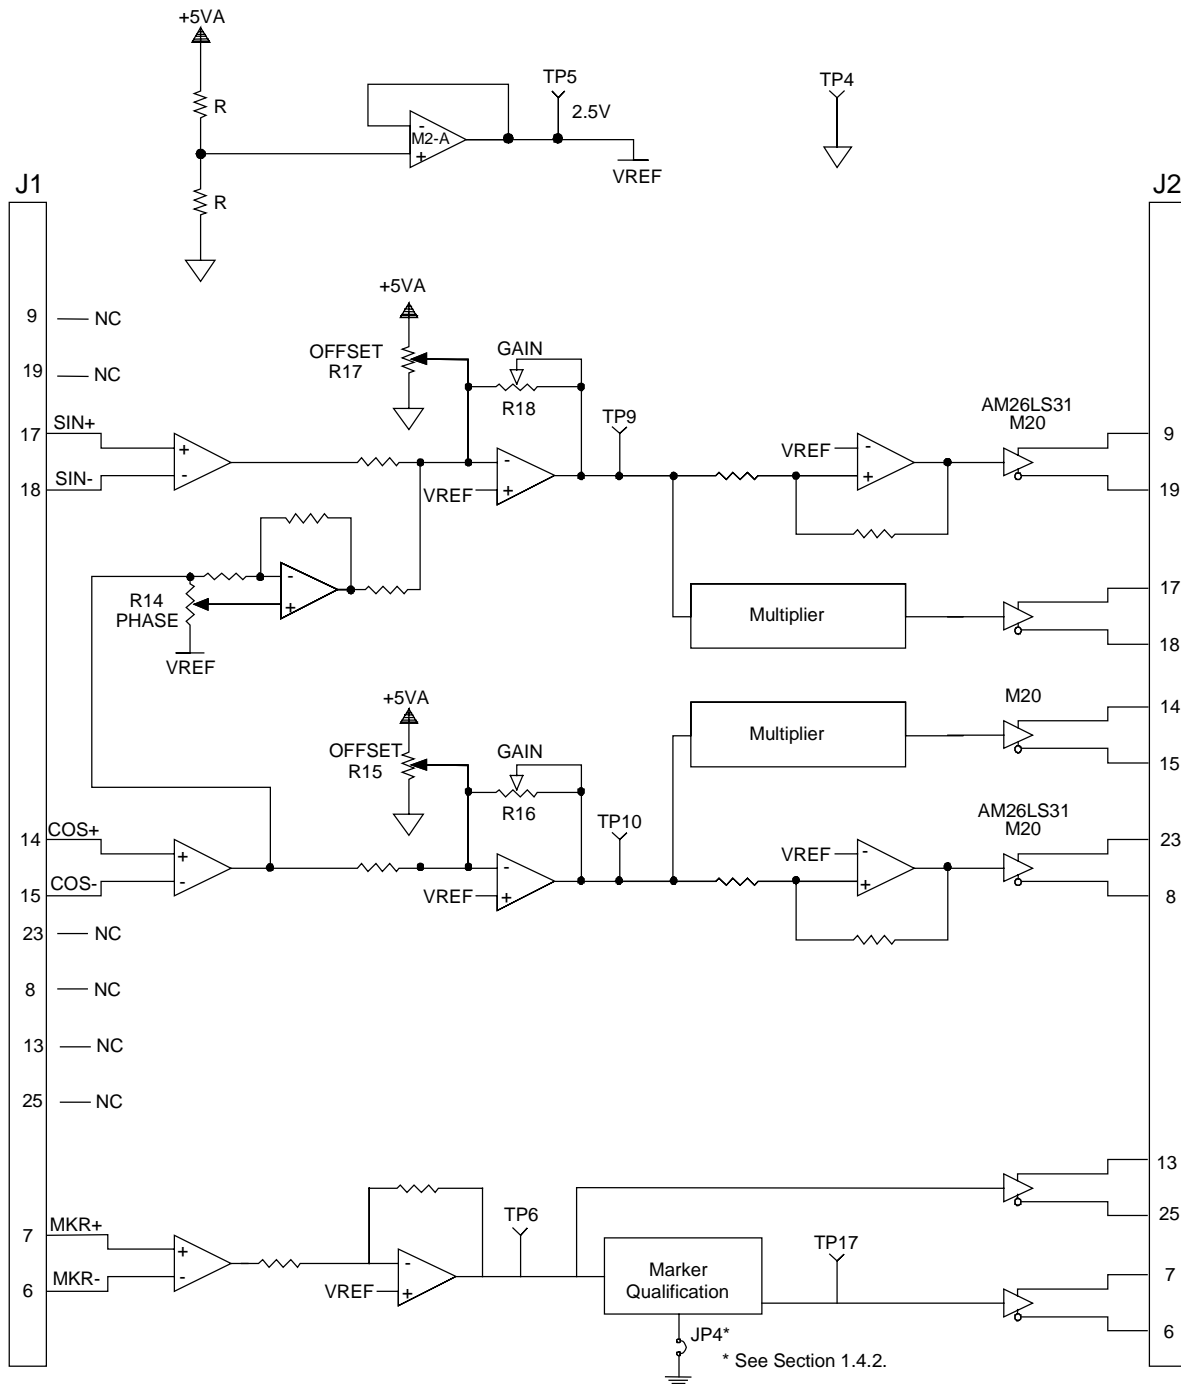 +5VA
R
R
M2-A
-
+
TP5
2.5V
VREF
TP4
J1
J2
9 NC
19 NC
+5VA
OFFSET
R17
GAIN
R18
17 SIN+
18 SIN-
+
-
-
+
VREF
TP9
VREF
-
+
AM26LS31
M20
9
19
R14
PHASE
VREF
-
+
Multiplier
17
18
+5VA
OFFSET
R15
GAIN
R16
Multiplier
M20
14
15
14 COS+
15 COS-
+
-
-
+
VREF
TP10
VREF
-
+
AM26LS31
M20
23
8
23 NC
8 NC
13 NC
25 NC
13
25
7 MKR+
6 MKR-
+
-
-
+
VREF
TP6
Marker
Qualification
TP17
7
6
JP4*
* See Section 1.4.2.